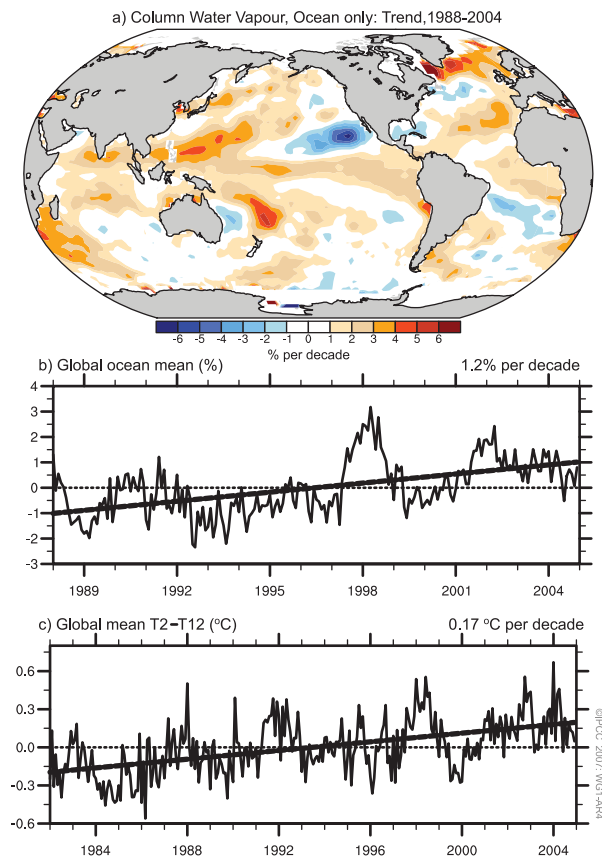 a) Column Water Vapour, Ocean only: Trend,1988-2004
-6 -5 -4 -3 -2 -1 0 1 2 3 4 5 6
% per decade
b) Global ocean mean (%) 1.2% per decade
4
3
2
1
0
-1
-2
-3
1989 1992 1995 1998 2001 2004
c) Global mean T2−T12 (°C) 0.17 °C per decade
0.6
0.3
0.0
-0.3
-0.6
1984 1988 1992 1996 2000 2004
©IPCC 2007: WG1-AR4